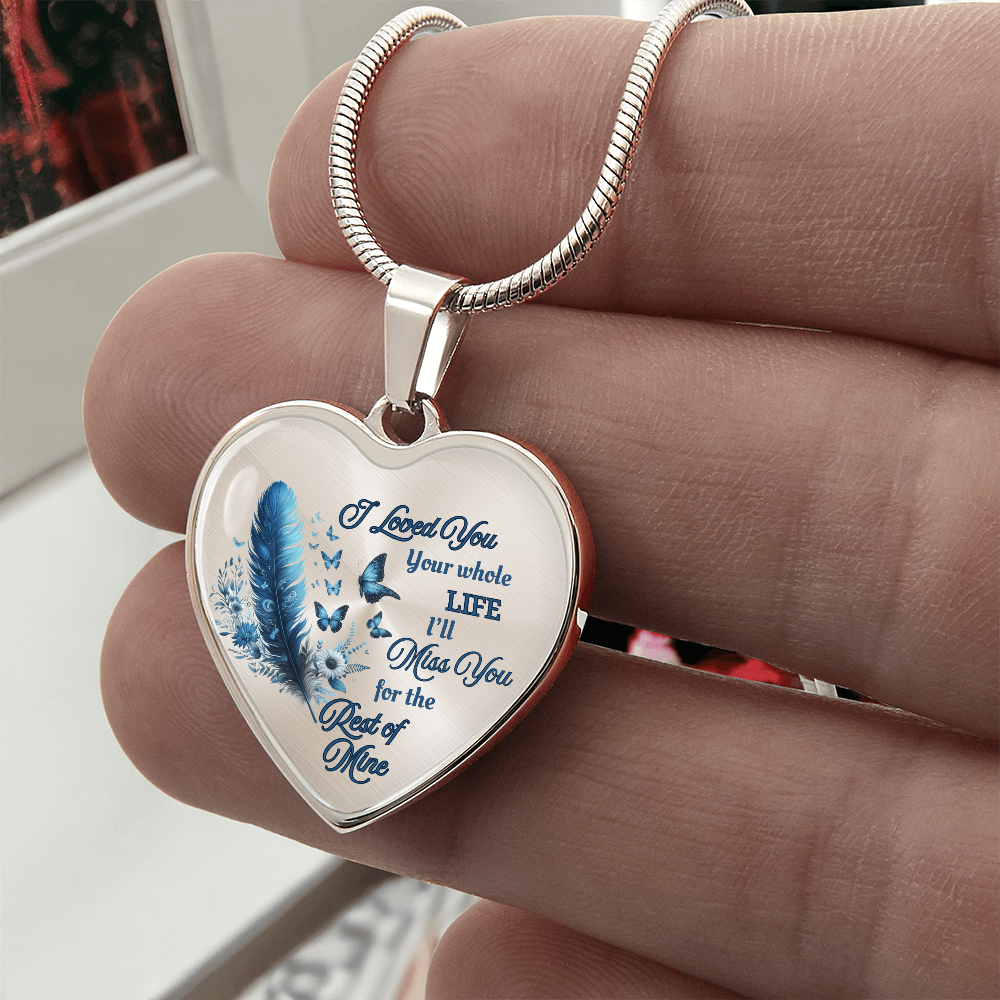 I Loved You
Your whole
LIFE
I'll
Miss You
for the
Rest of
Mine